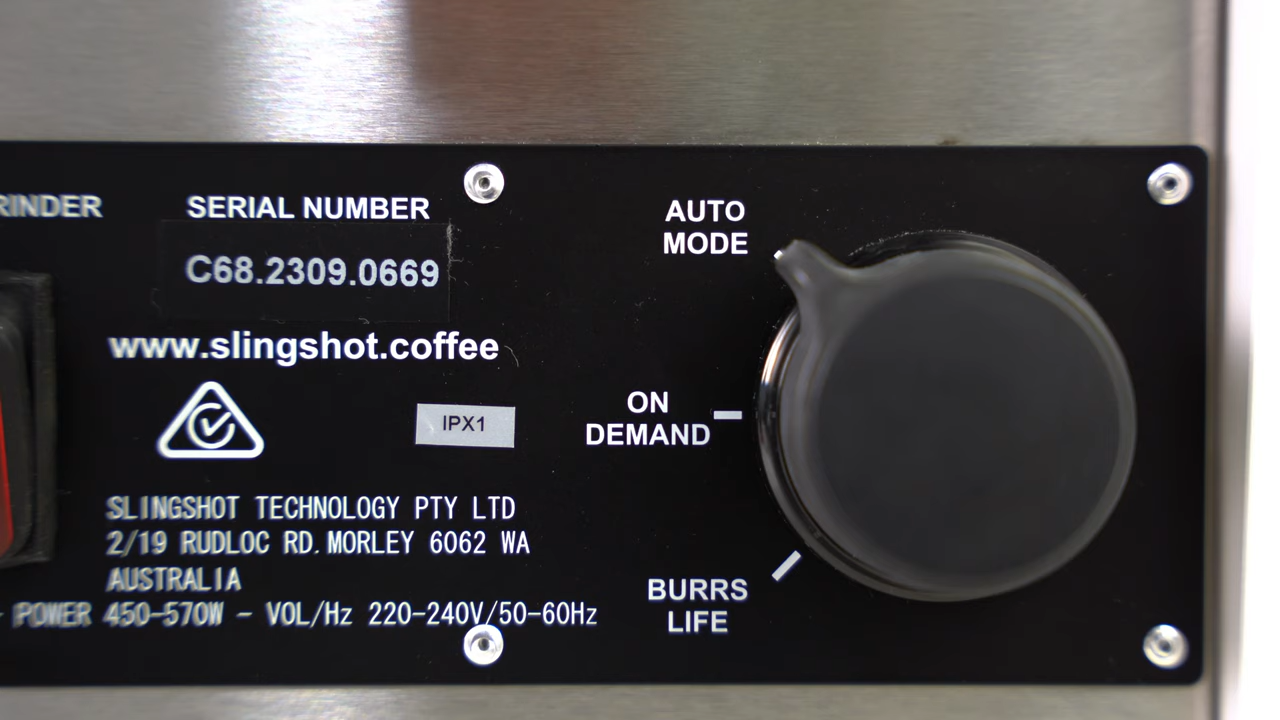 RINDER
SERIAL NUMBER
C68.2309.0669
www.slingshot.coffee
IPX1
SLINGSHOT TECHNOLOGY PTY LTD
2/19 RUDLOC RD.MORLEY 6062 WA
AUSTRALIA
- POWER 450-570W - VOL/Hz 220-240V/50-60Hz
AUTO
MODE
ON
DEMAND
BURRS
LIFE